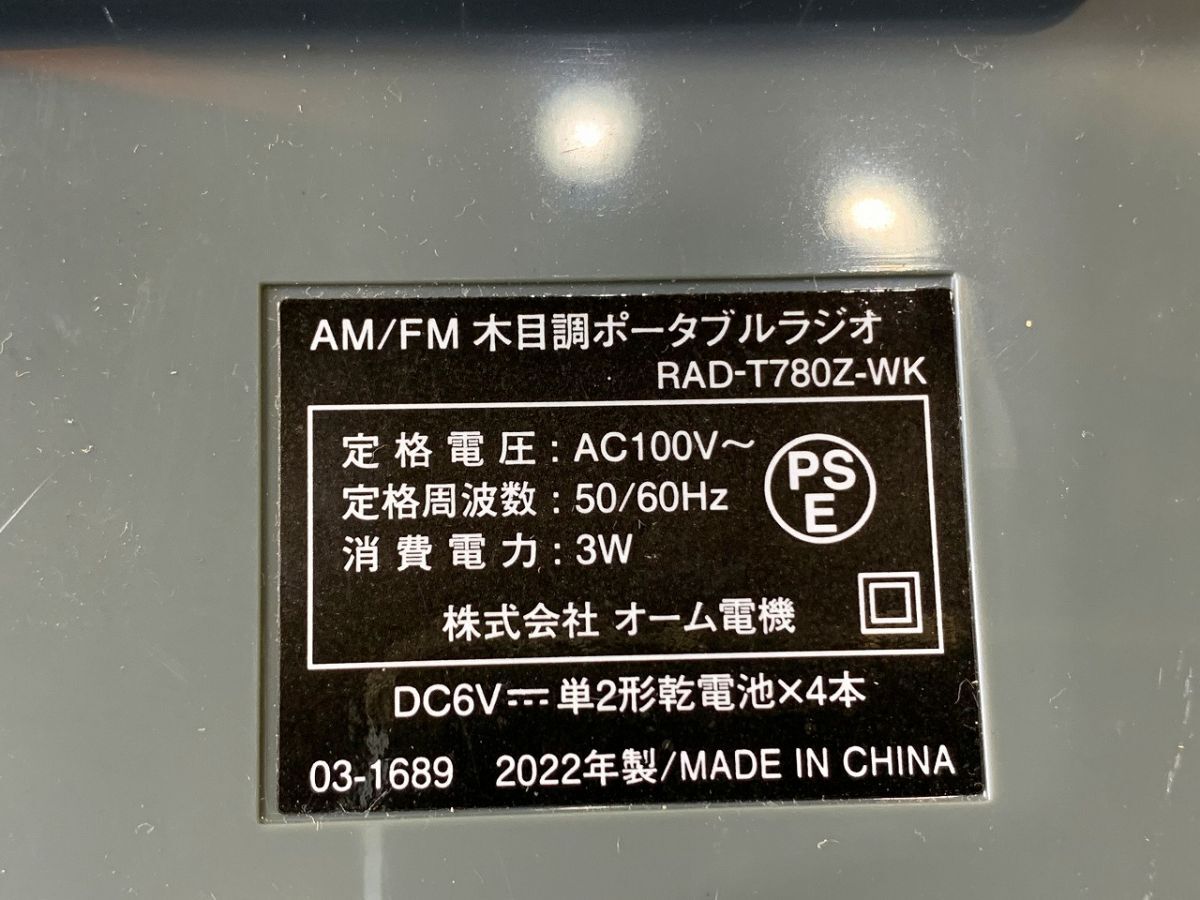 AM/FM 木目調ポータブルラジオ
RAD-T780Z-WK
定格電圧：AC100V～
定格周波数：50/60Hz
消費電力：3W
PS
E
株式会社 オーム電機
DC6V⎓単2形乾電池×4本
03-1689 2022年製/MADE IN CHINA